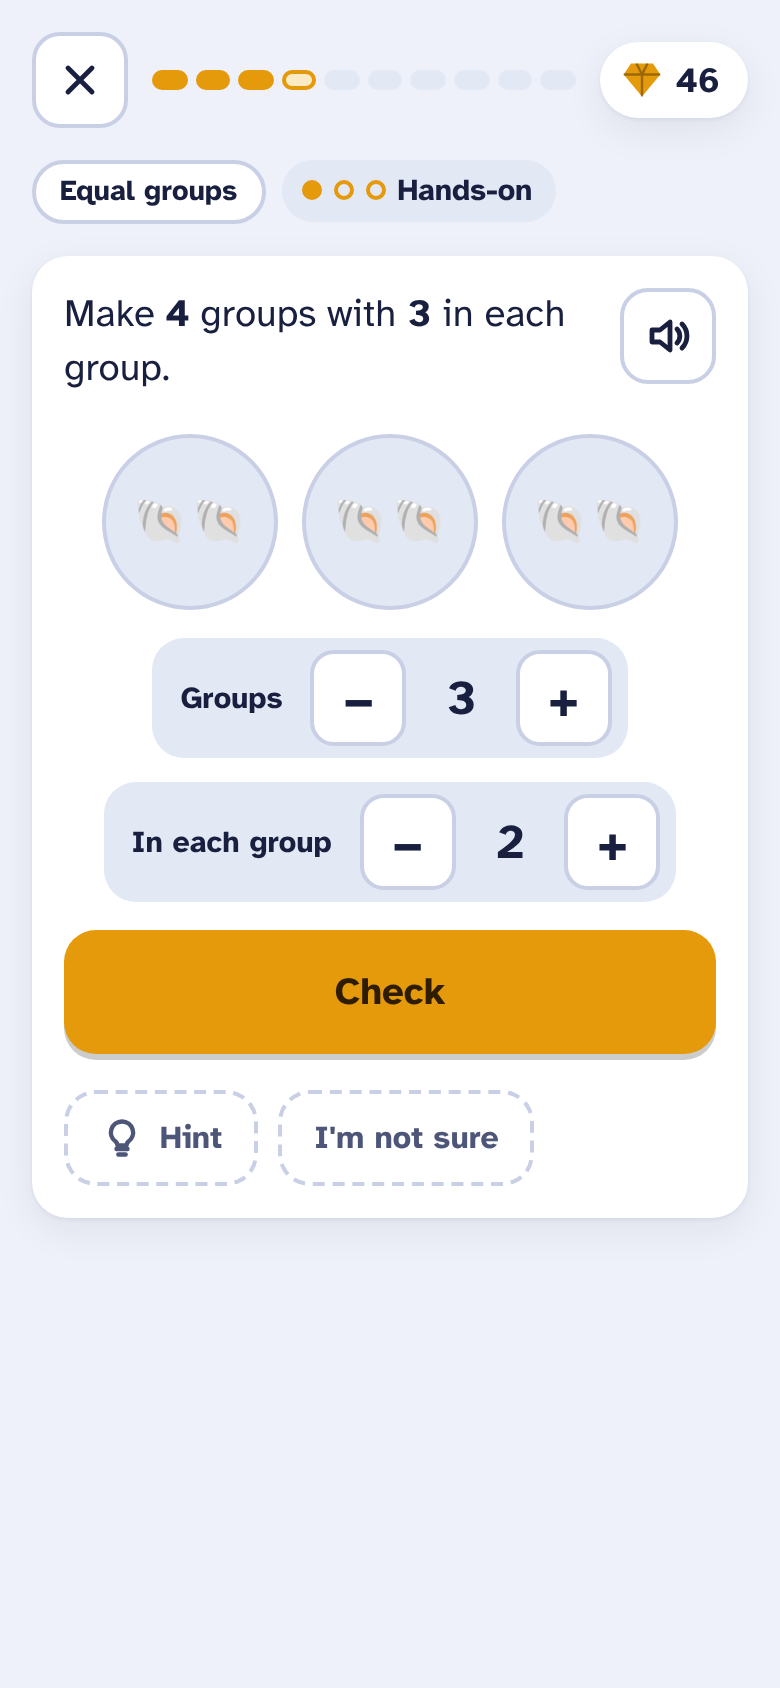 46
Equal groups
Hands-on
Make 4 groups with 3 in each
group.
Groups − 3 +
In each group − 2 +
Check
Hint
I'm not sure